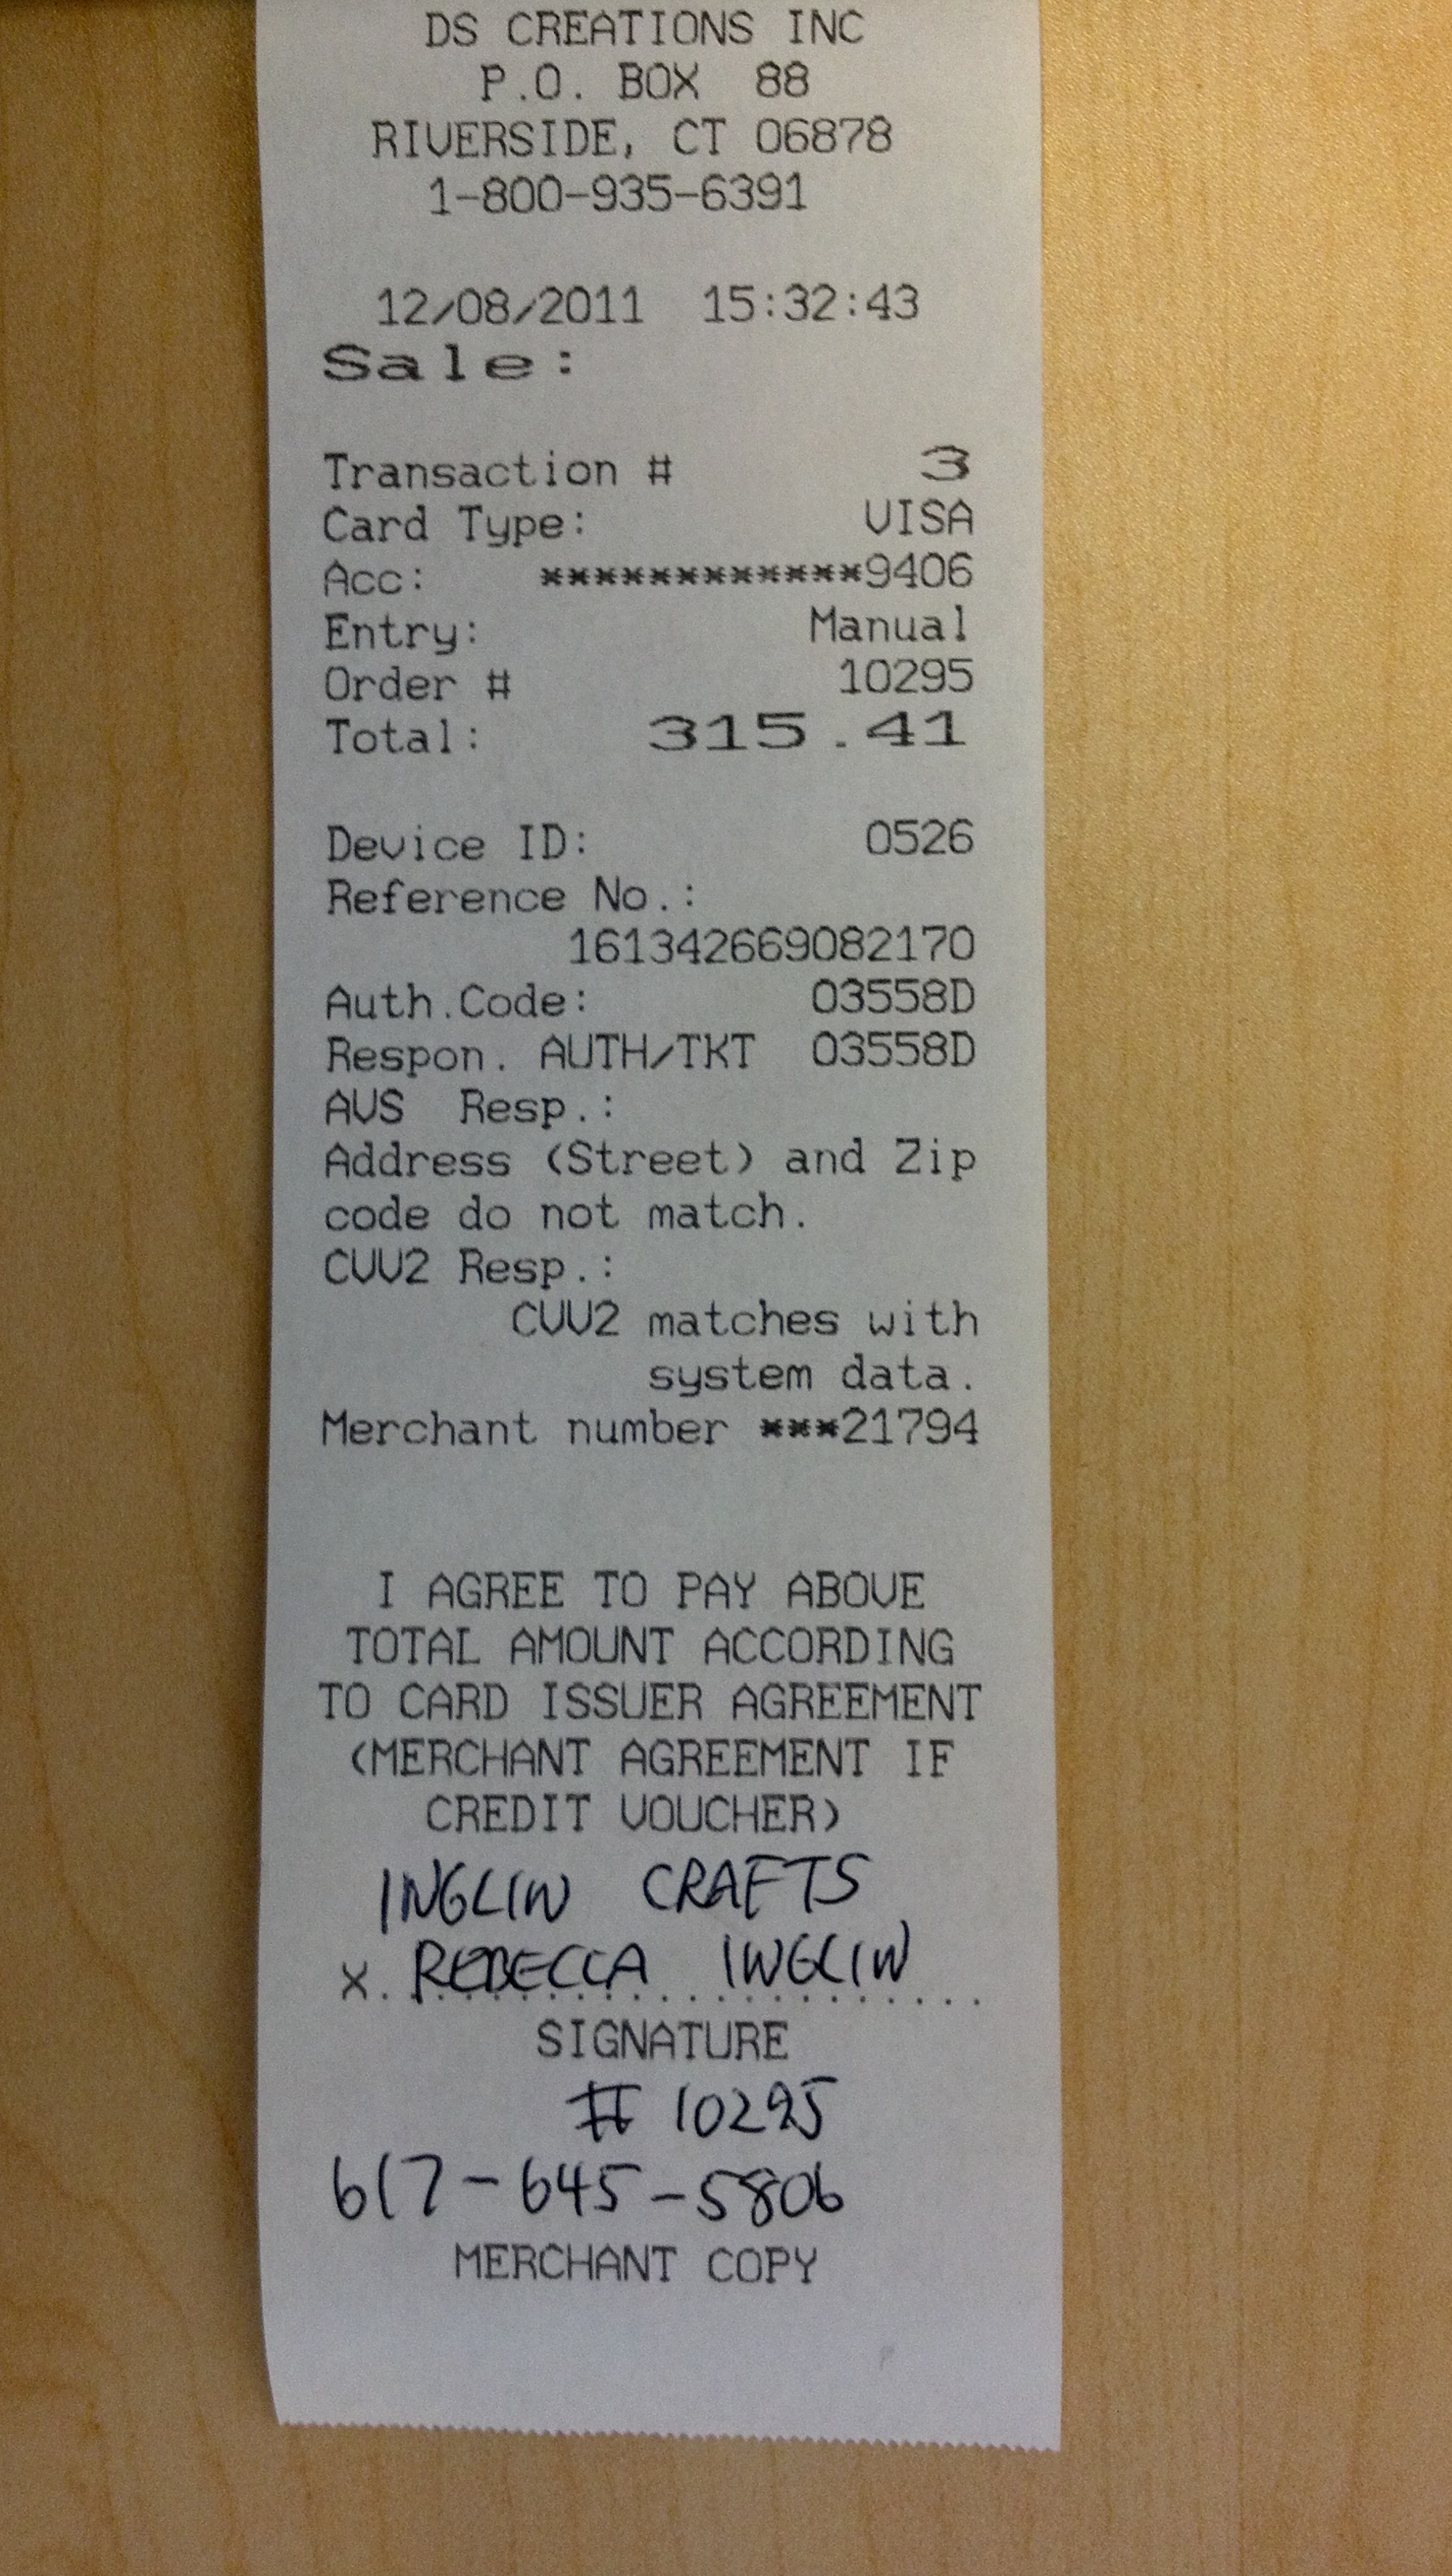 DS CREATIONS INC
P.O. BOX 88
RIVERSIDE, CT 06878
1-800-935-6391
12/08/2011 15:32:43
Sale:
Transaction # 3
Card Type: VISA
Acc: ************9406
Entry: Manual
Order # 10295
Total: 315.41
Device ID: 0526
Reference No.:
161342669082170
Auth.Code: 03558D
Respon. AUTH/TKT 03558D
AVS Resp.:
Address (Street) and Zip
code do not match.
CVV2 Resp.:
CVV2 matches with
system data.
Merchant number ***21794
I AGREE TO PAY ABOVE
TOTAL AMOUNT ACCORDING
TO CARD ISSUER AGREEMENT
(MERCHANT AGREEMENT IF
CREDIT VOUCHER)
INGLIN CRAFTS
x. REBECCA INGLIN
SIGNATURE
# 10295
617-645-5806
MERCHANT COPY